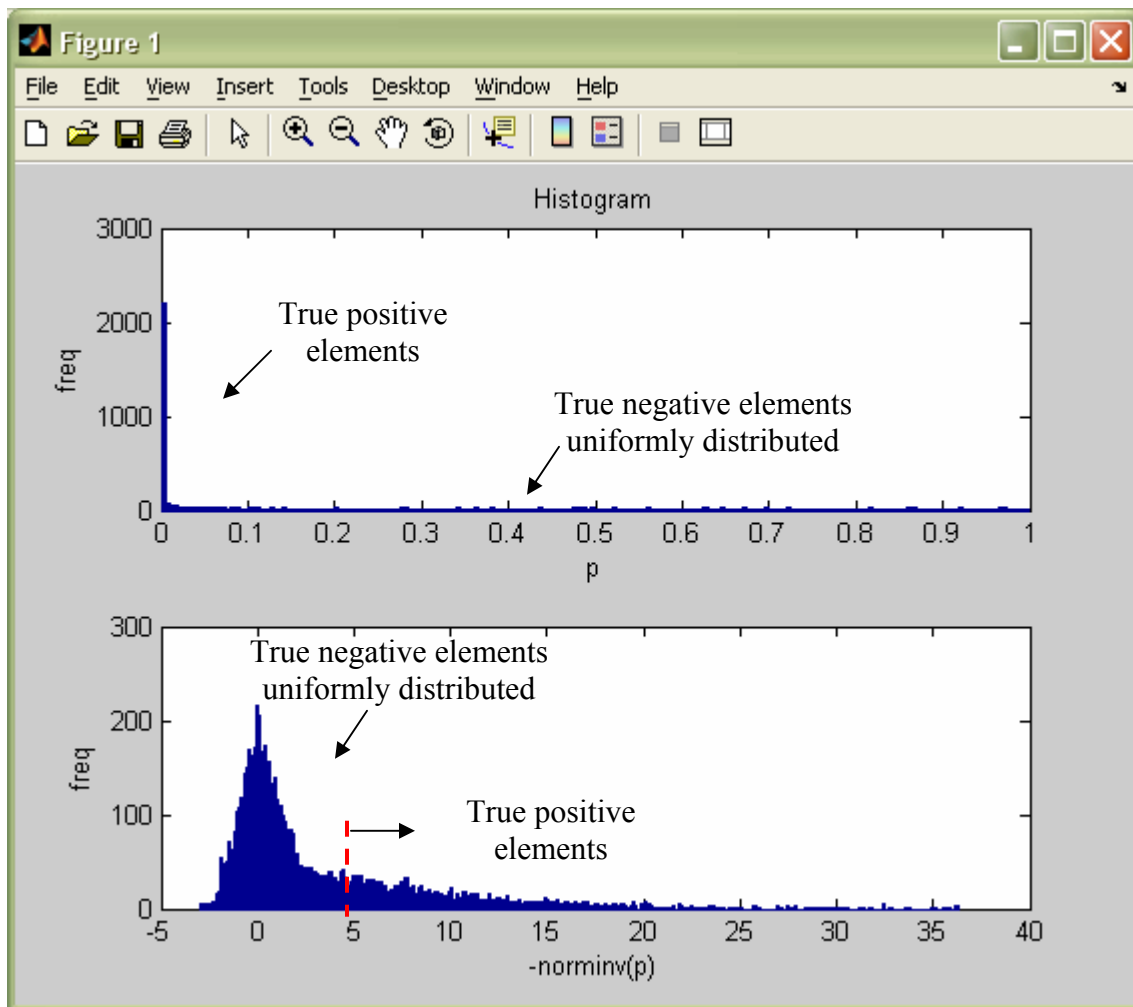 Figure 1
File Edit View Insert Tools Desktop Window Help
Histogram
3000
2000
1000
0
freq
True positive
elements
True negative elements
uniformly distributed
0 0.1 0.2 0.3 0.4 0.5 0.6 0.7 0.8 0.9 1
p
300
200
100
0
freq
True negative elements
uniformly distributed
True positive
elements
-5 0 5 10 15 20 25 30 35 40
-norminv(p)